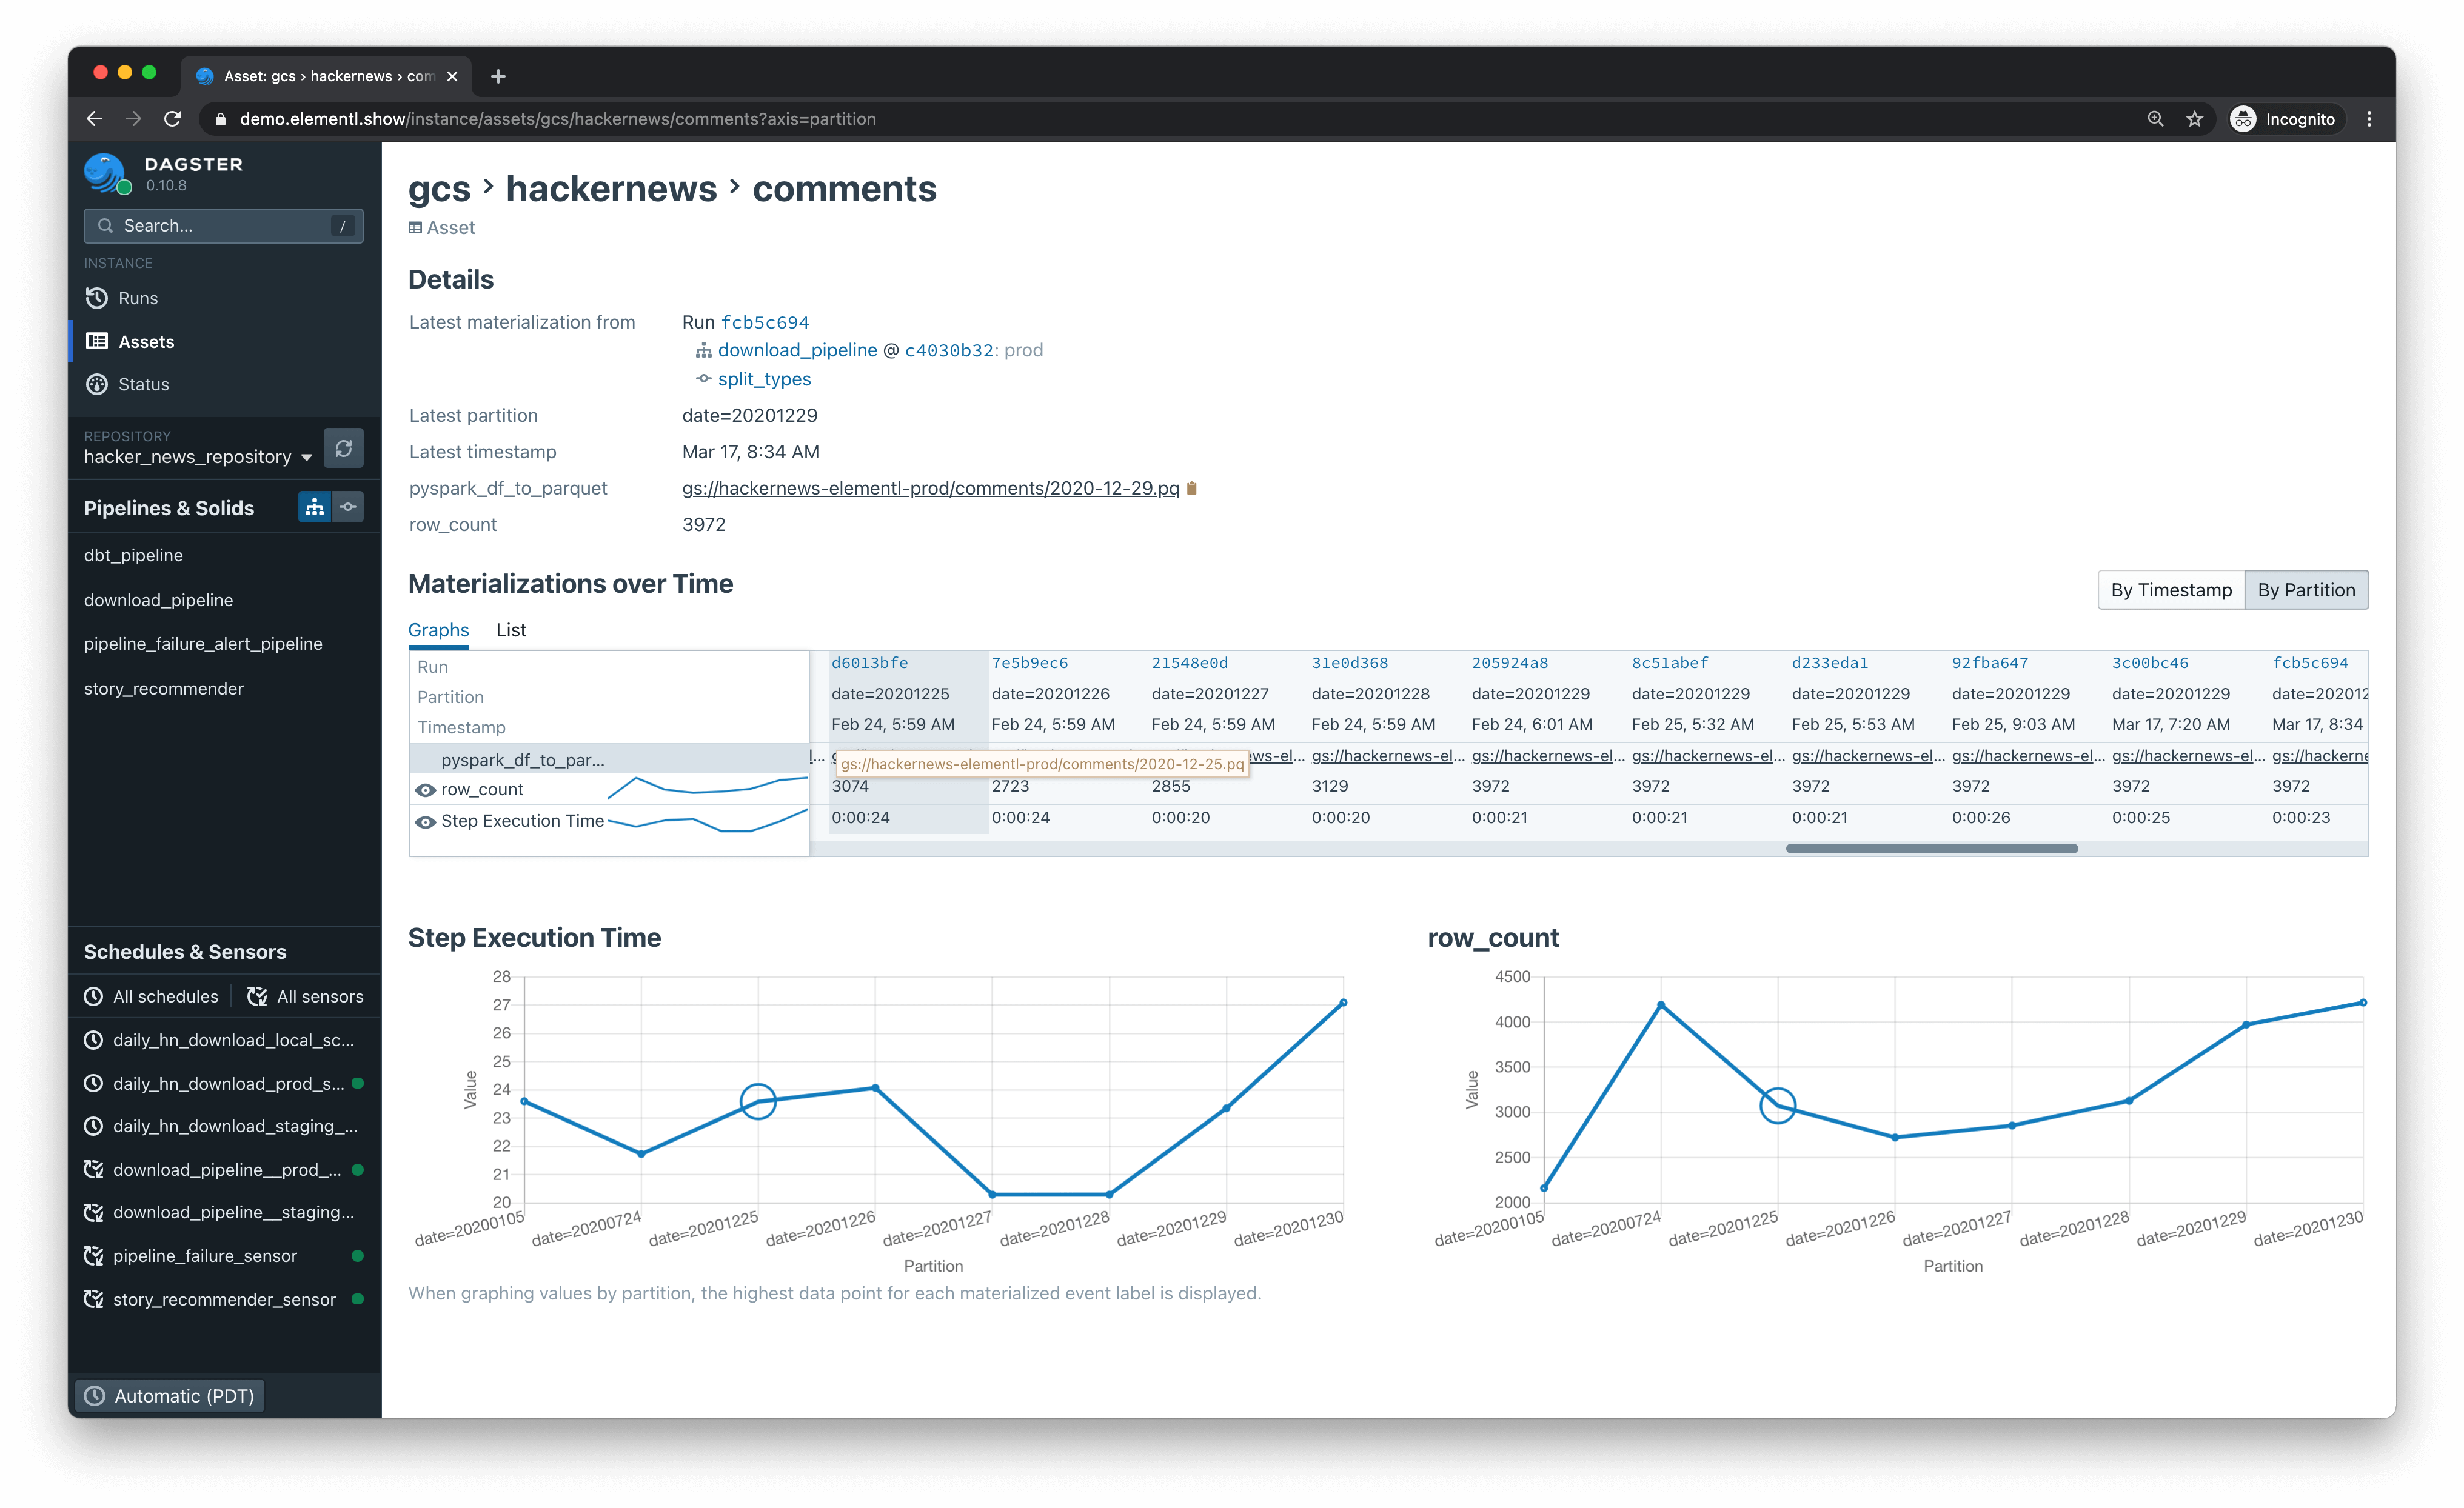 Asset: gcs › hackernews › com
demo.elementl.show/instance/assets/gcs/hackernews/comments?axis=partition
Incognito
DAGSTER
0.10.8
Search...
/
INSTANCE
Runs
Assets
Status
REPOSITORY
hacker_news_repository
Pipelines & Solids
dbt_pipeline
download_pipeline
pipeline_failure_alert_pipeline
story_recommender
Schedules & Sensors
All schedules
All sensors
daily_hn_download_local_sc...
daily_hn_download_prod_s...
daily_hn_download_staging_...
download_pipeline__prod_...
download_pipeline__staging...
pipeline_failure_sensor
story_recommender_sensor
Automatic (PDT)
gcs › hackernews › comments
Asset
Details
Latest materialization from Run fcb5c694
download_pipeline @ c4030b32: prod
split_types
Latest partition date=20201229
Latest timestamp Mar 17, 8:34 AM
pyspark_df_to_parquet gs://hackernews-elementl-prod/comments/2020-12-29.pq
row_count 3972
Materializations over Time
By Timestamp By Partition
Graphs List
Run d6013bfe 7e5b9ec6 21548e0d 31e0d368 205924a8 8c51abef d233eda1 92fba647 3c00bc46 fcb5c694
Partition date=20201225 date=20201226 date=20201227 date=20201228 date=20201229 date=20201229 date=20201229 date=20201229 date=20201229 date=202012
Timestamp Feb 24, 5:59 AM Feb 24, 5:59 AM Feb 24, 5:59 AM Feb 24, 5:59 AM Feb 24, 6:01 AM Feb 25, 5:32 AM Feb 25, 5:53 AM Feb 25, 9:03 AM Mar 17, 7:20 AM Mar 17, 8:34
pyspark_df_to_par... ws-el... gs://hackernews-el... gs://hackernews-el... gs://hackernews-el... gs://hackernews-el... gs://hackernews-el... gs://hackernews-el... gs://hackerne
gs://hackernews-elementl-prod/comments/2020-12-25.pq
row_count 3074 2723 2855 3129 3972 3972 3972 3972 3972 3972
Step Execution Time 0:00:24 0:00:24 0:00:20 0:00:20 0:00:21 0:00:21 0:00:21 0:00:26 0:00:25 0:00:23
Step Execution Time
28
27
26
25
24
23
22
21
20
Value
date=20200105 date=20200724 date=20201225 date=20201226 date=20201227 date=20201228 date=20201229 date=20201230
Partition
When graphing values by partition, the highest data point for each materialized event label is displayed.
row_count
4500
4000
3500
3000
2500
2000
Value
date=20200105 date=20200724 date=20201225 date=20201226 date=20201227 date=20201228 date=20201229 date=20201230
Partition